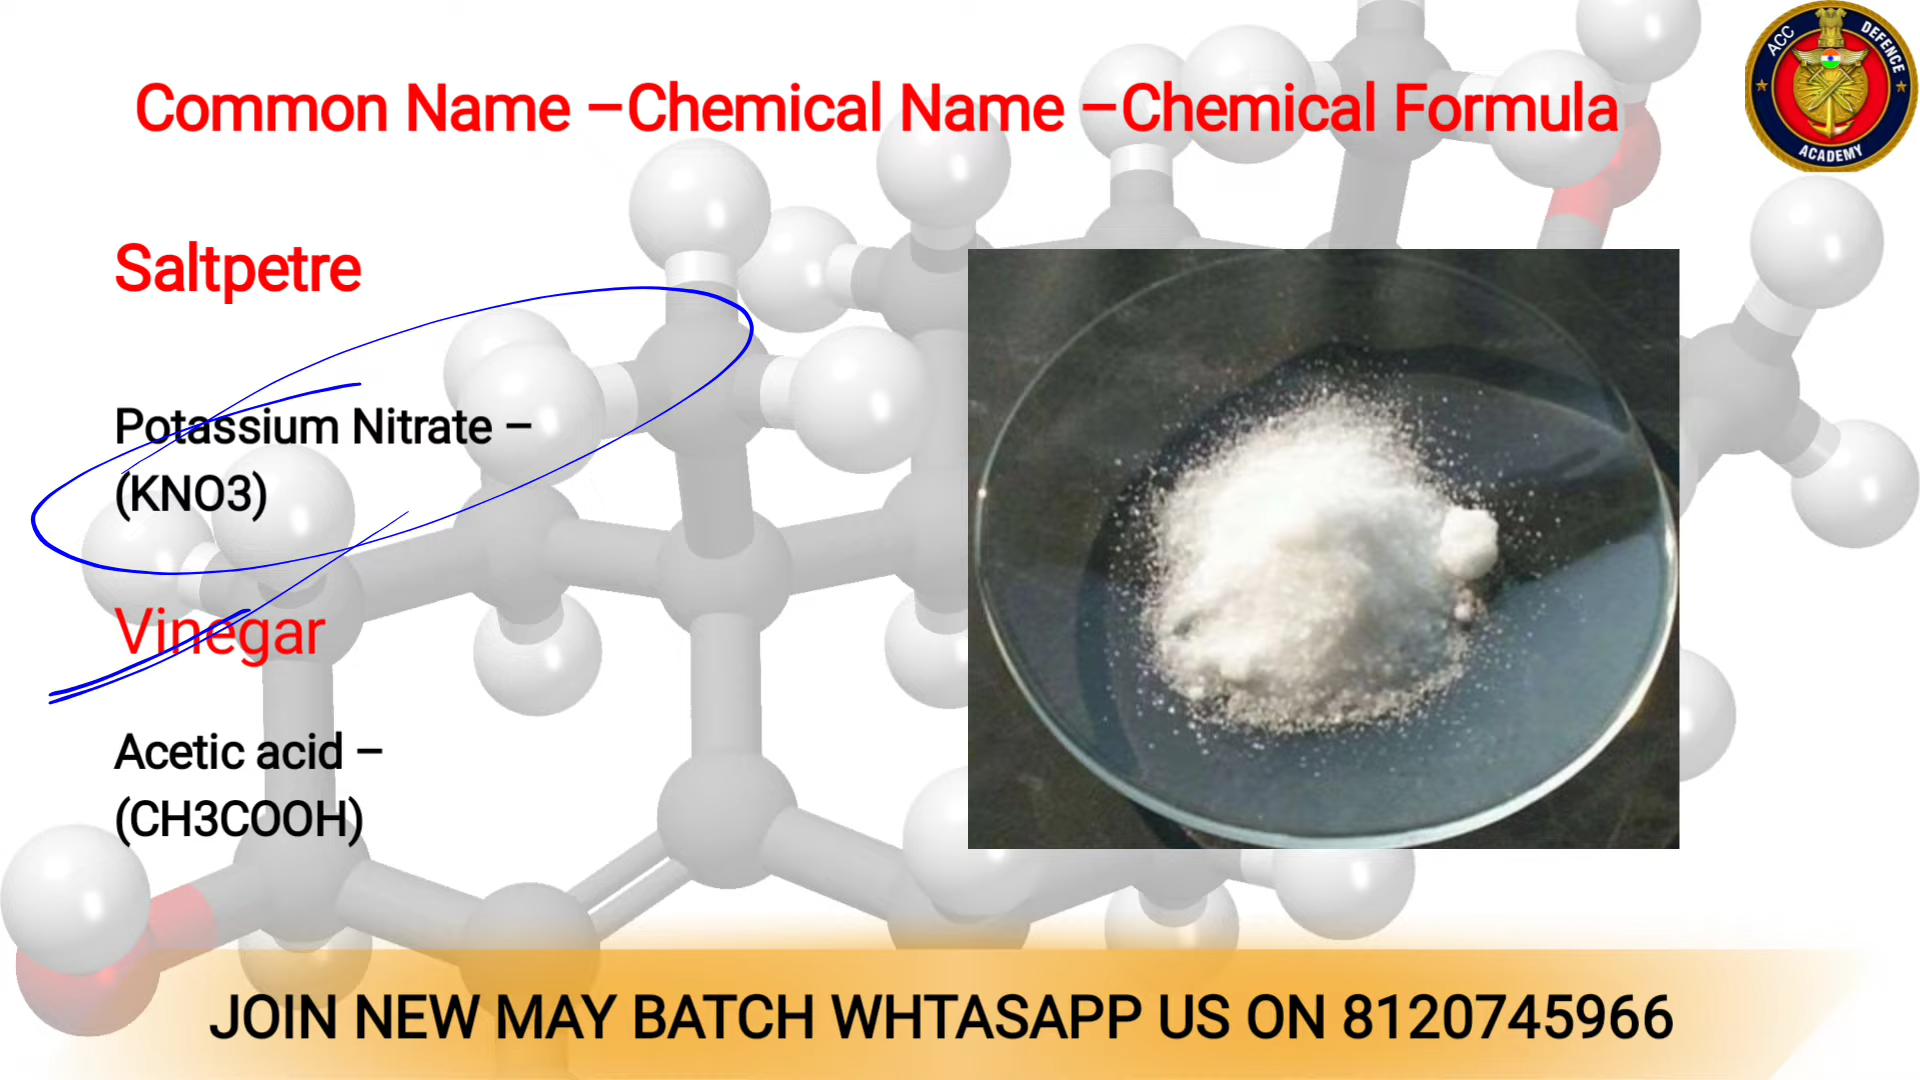 Common Name –Chemical Name –Chemical Formula
ACC DEFENCE
ACADEMY
Saltpetre
Potassium Nitrate –
(KNO3)
Vinegar
Acetic acid –
(CH3COOH)
JOIN NEW MAY BATCH WHTASAPP US ON 8120745966